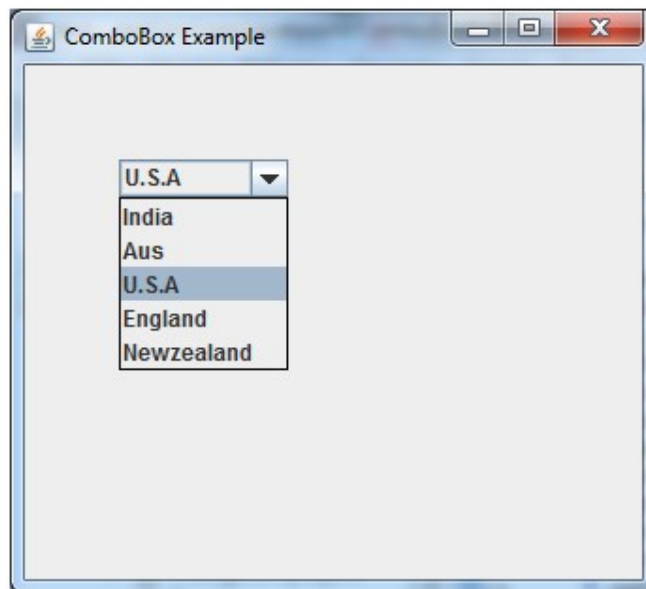 ComboBox Example
U.S.A
India
Aus
U.S.A
England
Newzealand